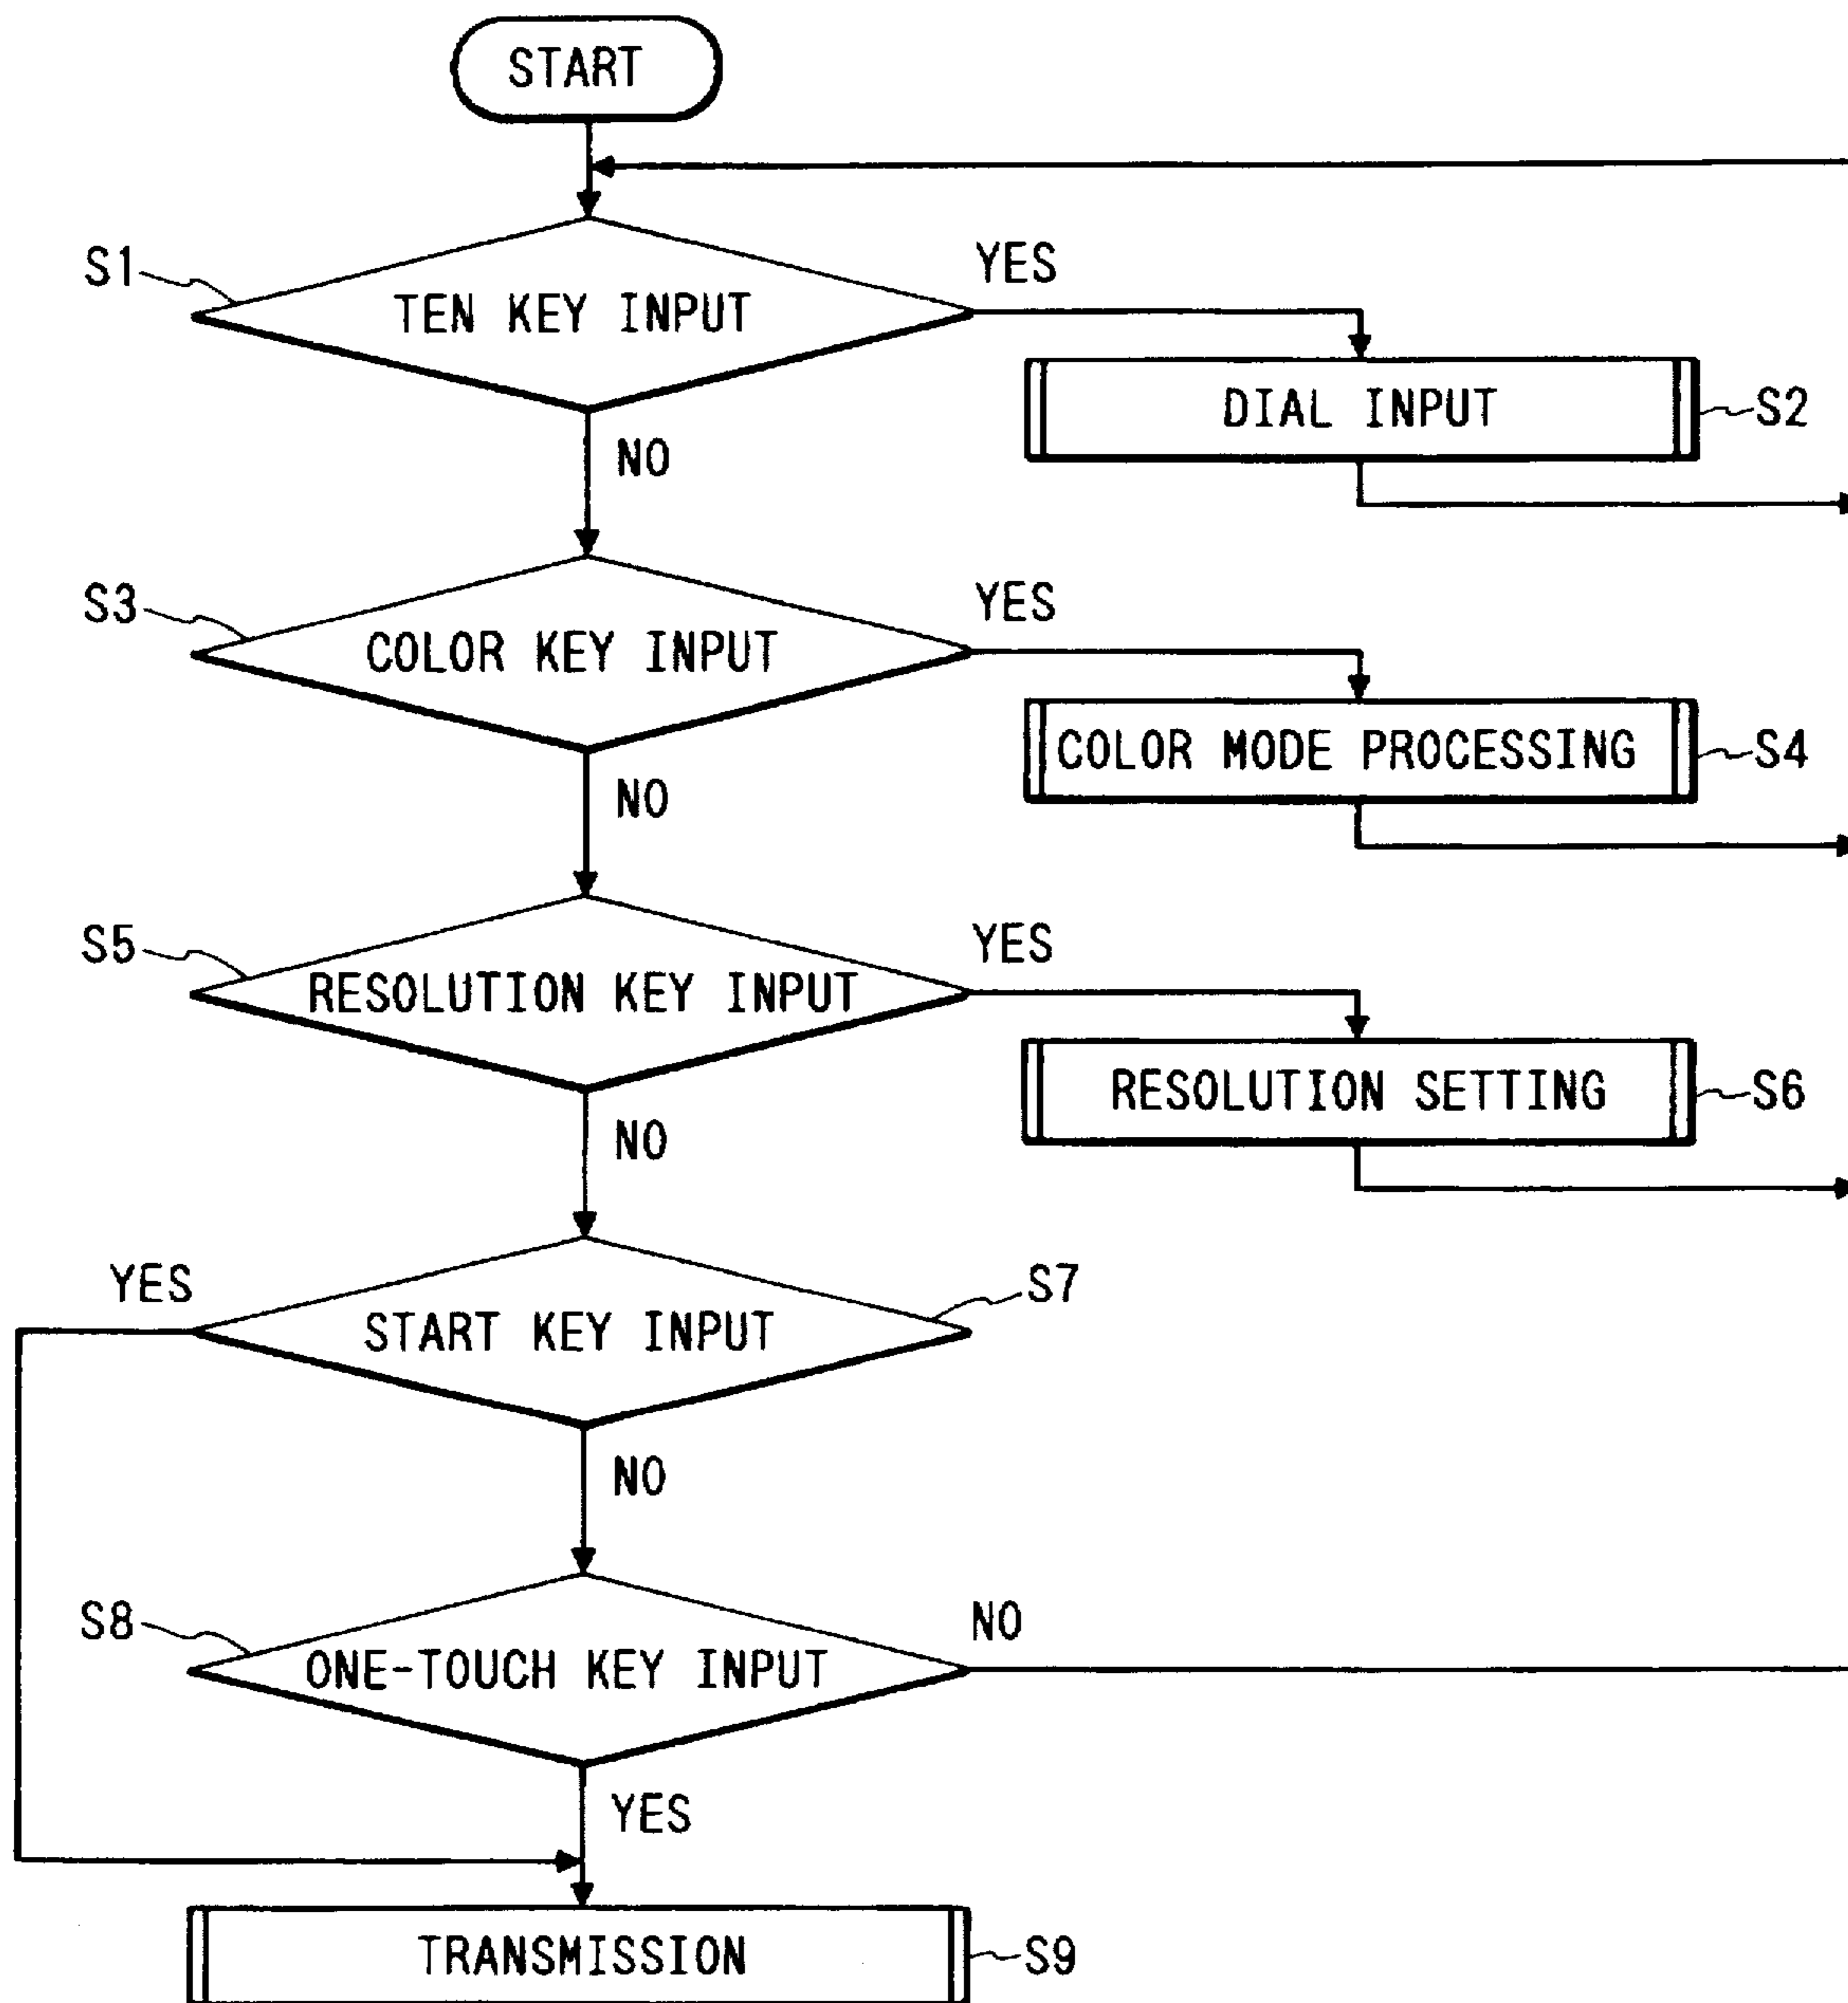 START
S1
TEN KEY INPUT
YES
DIAL INPUT
S2
NO
S3
COLOR KEY INPUT
YES
COLOR MODE PROCESSING
S4
NO
S5
RESOLUTION KEY INPUT
YES
RESOLUTION SETTING
S6
NO
YES
START KEY INPUT
S7
NO
S8
ONE-TOUCH KEY INPUT
NO
YES
TRANSMISSION
S9